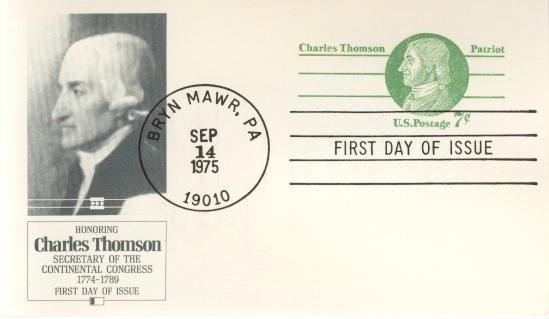 Charles Thomson Patriot
U.S. Postage 7¢
BRYN MAWR, PA
SEP
14
1975
19010
FIRST DAY OF ISSUE
HONORING
Charles Thomson
SECRETARY OF THE
CONTINENTAL CONGRESS
1774-1789
FIRST DAY OF ISSUE